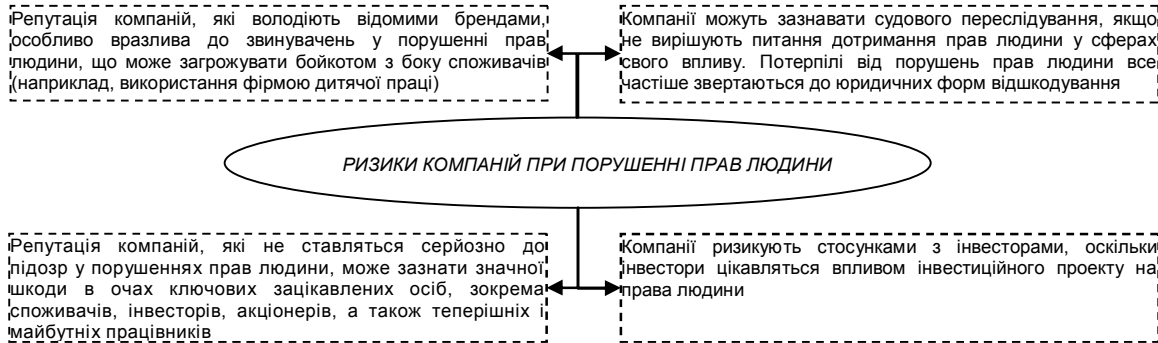 Репутація компаній, які володіють відомими брендами,
особливо вразлива до звинувачень у порушенні прав
людини, що може загрожувати бойкотом з боку споживачів
(наприклад, використання фірмою дитячої праці)
Компанії можуть зазнавати судового переслідування, якщо
не вирішують питання дотримання прав людини у сферах
свого впливу. Потерпілі від порушень прав людини все
частіше звертаються до юридичних форм відшкодування
РИЗИКИ КОМПАНІЙ ПРИ ПОРУШЕННІ ПРАВ ЛЮДИНИ
Репутація компаній, які не ставляться серйозно до
підозр у порушеннях прав людини, може зазнати значної
шкоди в очах ключових зацікавлених осіб, зокрема
споживачів, інвесторів, акціонерів, а також теперішніх і
майбутніх працівників
Компанії ризикують стосунками з інвесторами, оскільки
інвестори цікавляться впливом інвестиційного проекту на
права людини